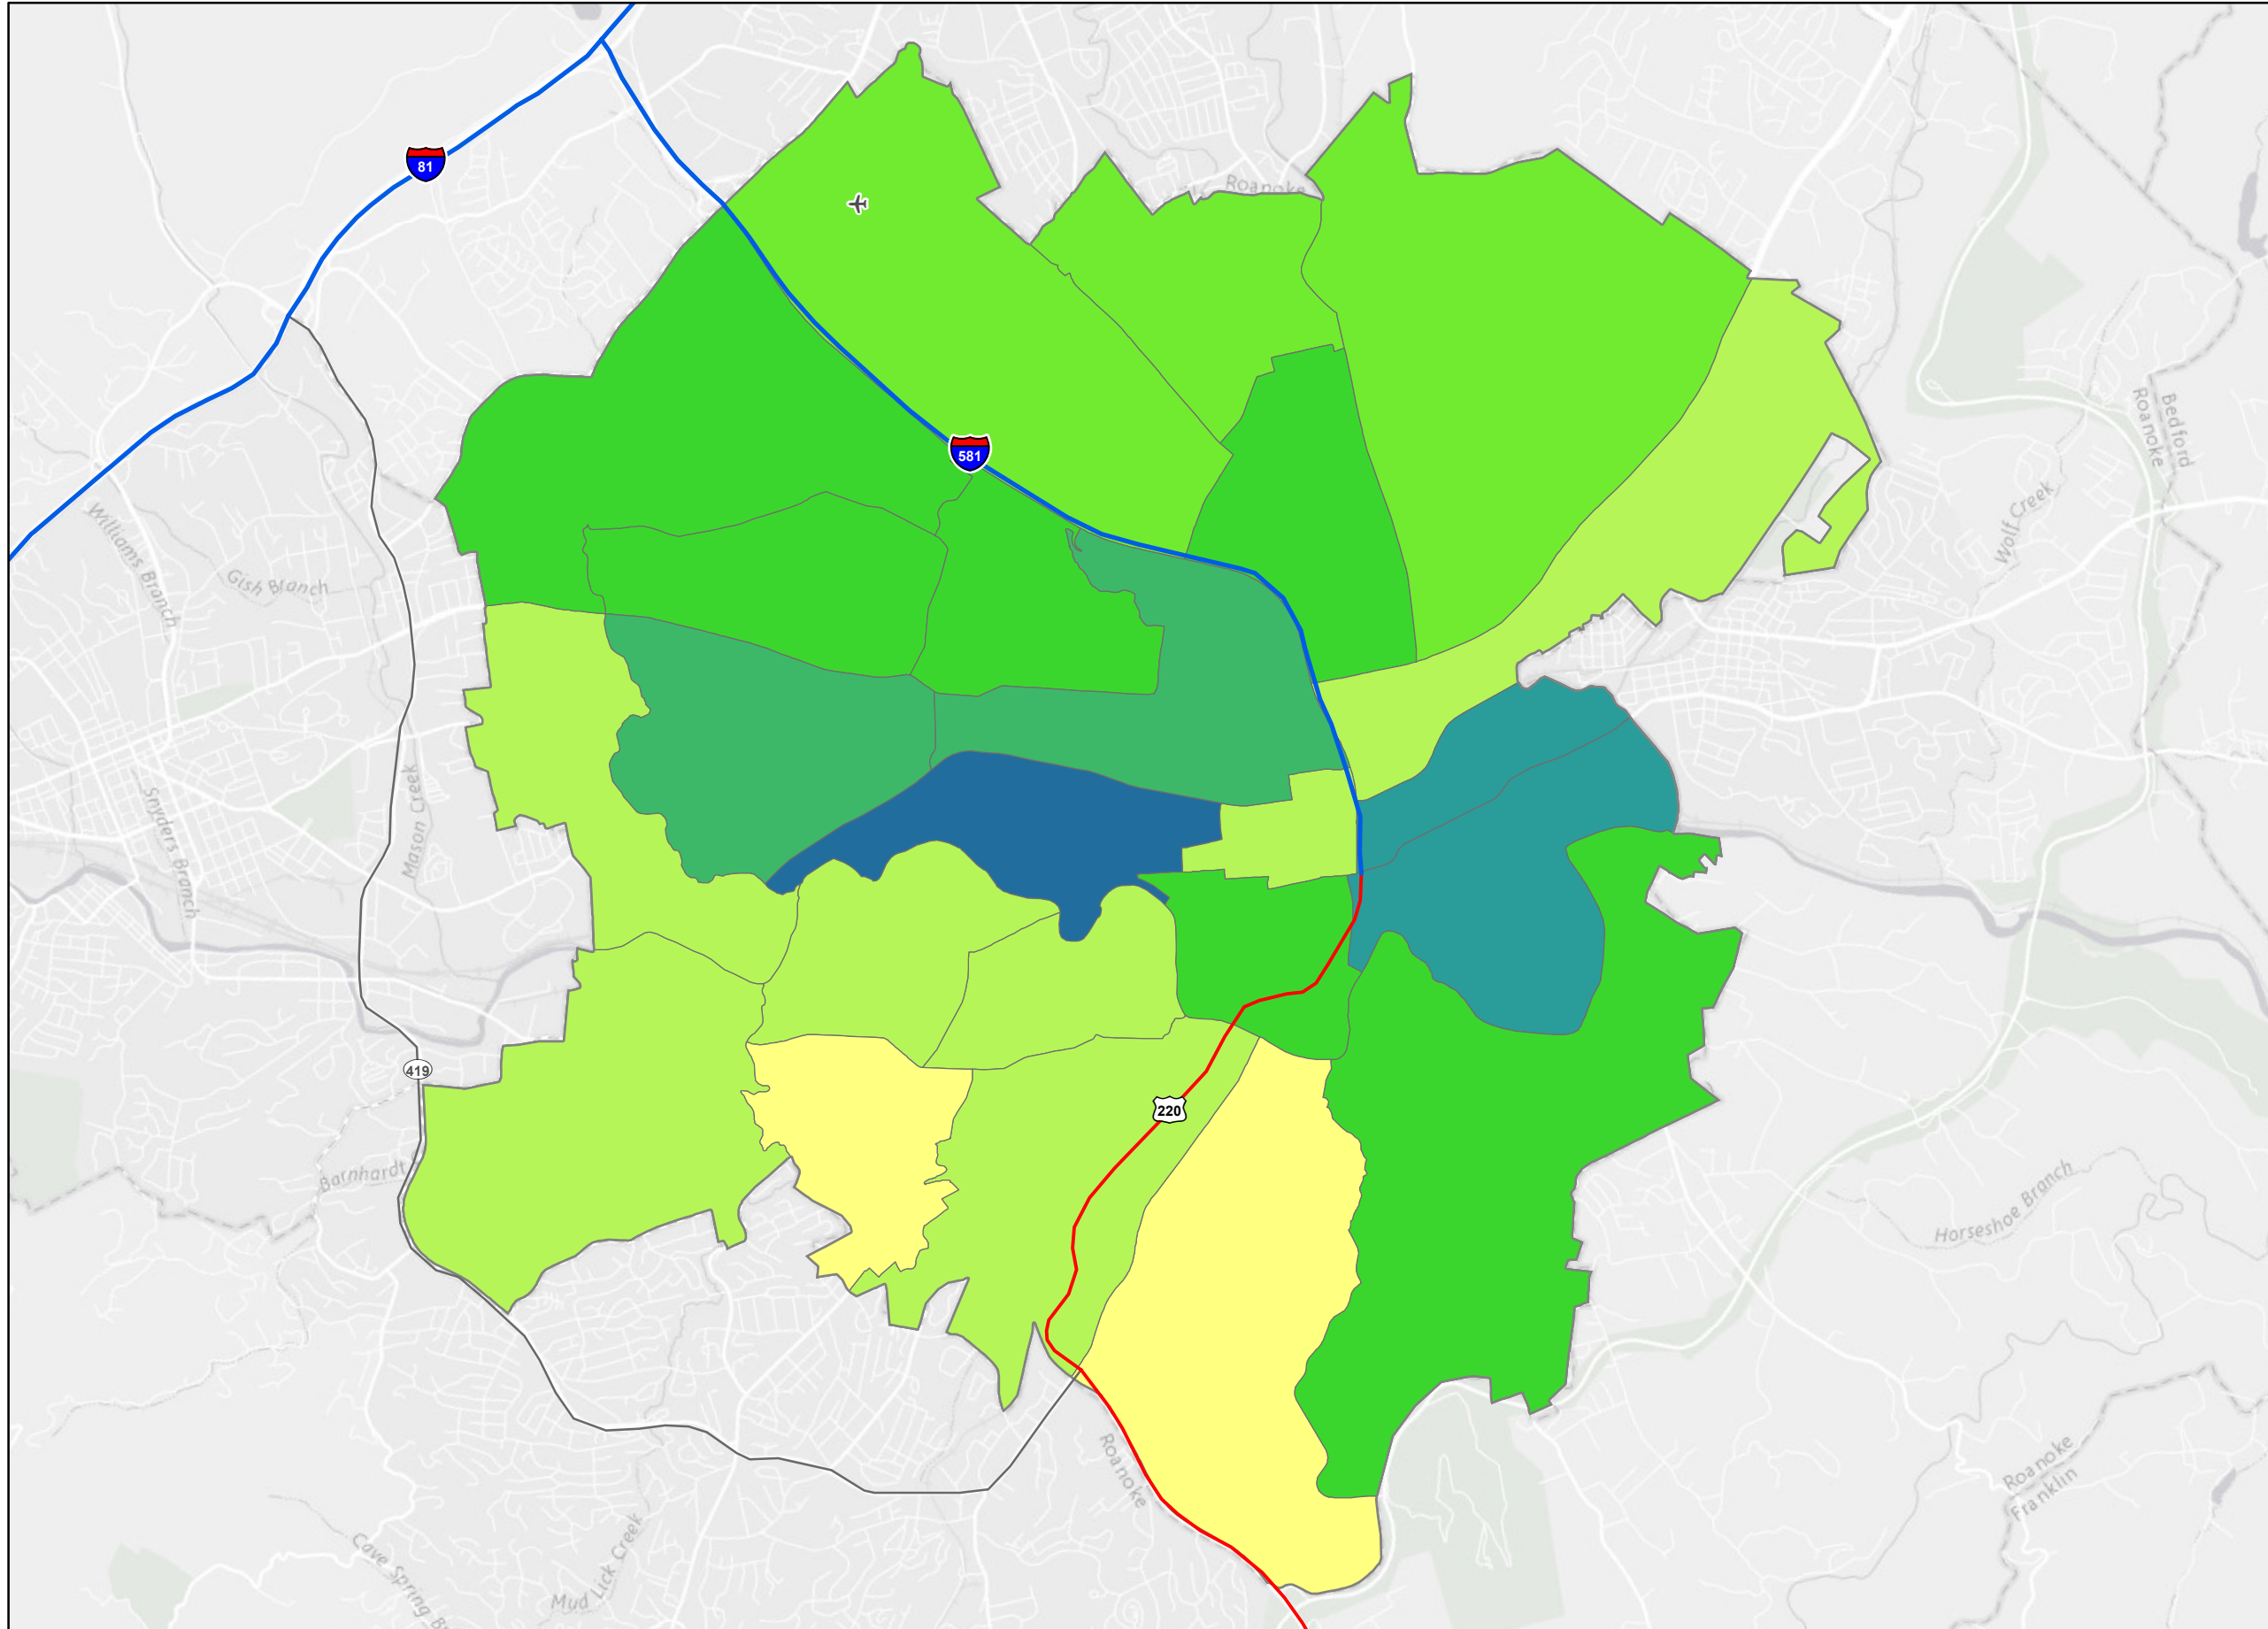 81
Roanoke
581
Bedford
Roanoke
Williams Branch
Gish Branch
Wolf Creek
Mason Creek
Snyders Branch
419
220
Barnhardt
Horseshoe Branch
Roanoke
Roanoke
Franklin
Cave Spring B
Mud Lick Creek